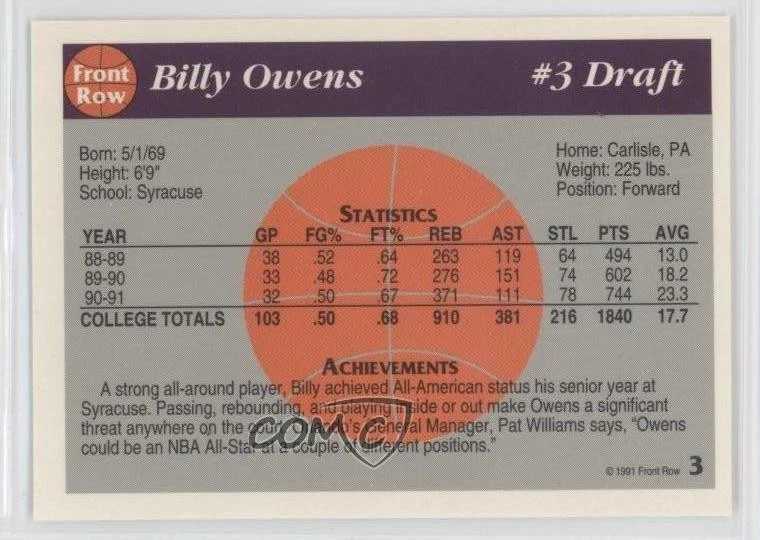 Front Row
Billy Owens
#3 Draft
Born: 5/1/69
Height: 6'9"
School: Syracuse
Home: Carlisle, PA
Weight: 225 lbs.
Position: Forward
STATISTICS
YEAR GP FG% FT% REB AST STL PTS AVG
88-89 38 .52 .64 263 119 64 494 13.0
89-90 33 .48 .72 276 151 74 602 18.2
90-91 32 .50 .67 371 111 78 744 23.3
COLLEGE TOTALS 103 .50 .68 910 381 216 1840 17.7
ACHIEVEMENTS
A strong all-around player, Billy achieved All-American status his senior year at
Syracuse. Passing, rebounding, and playing inside or out make Owens a significant
threat anywhere on the court. Orlando's General Manager, Pat Williams says, “Owens
could be an NBA All-Star at a couple of different positions.”
© 1991 Front Row 3
COMC